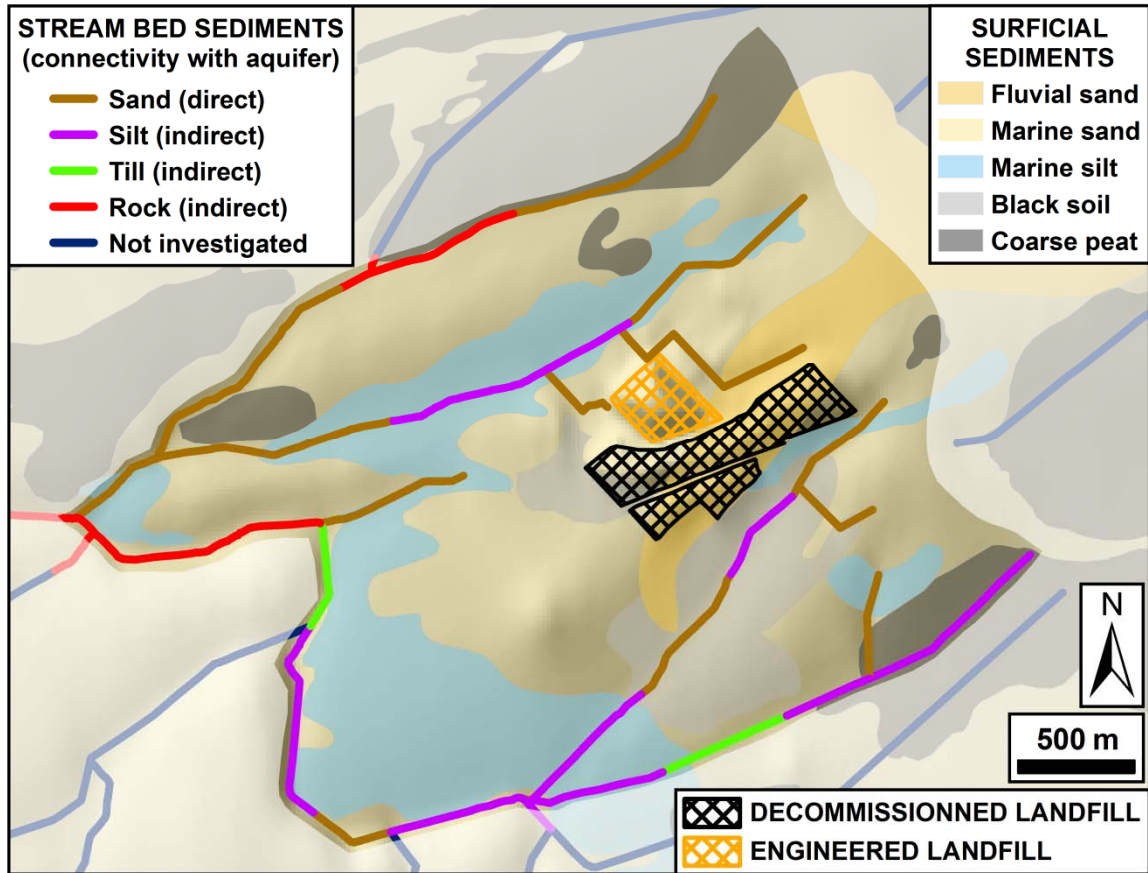 STREAM BED SEDIMENTS
(connectivity with aquifer)
Sand (direct)
Silt (indirect)
Till (indirect)
Rock (indirect)
Not investigated
SURFICIAL
SEDIMENTS
Fluvial sand
Marine sand
Marine silt
Black soil
Coarse peat
N
500 m
DECOMMISSIONNED LANDFILL
ENGINEERED LANDFILL